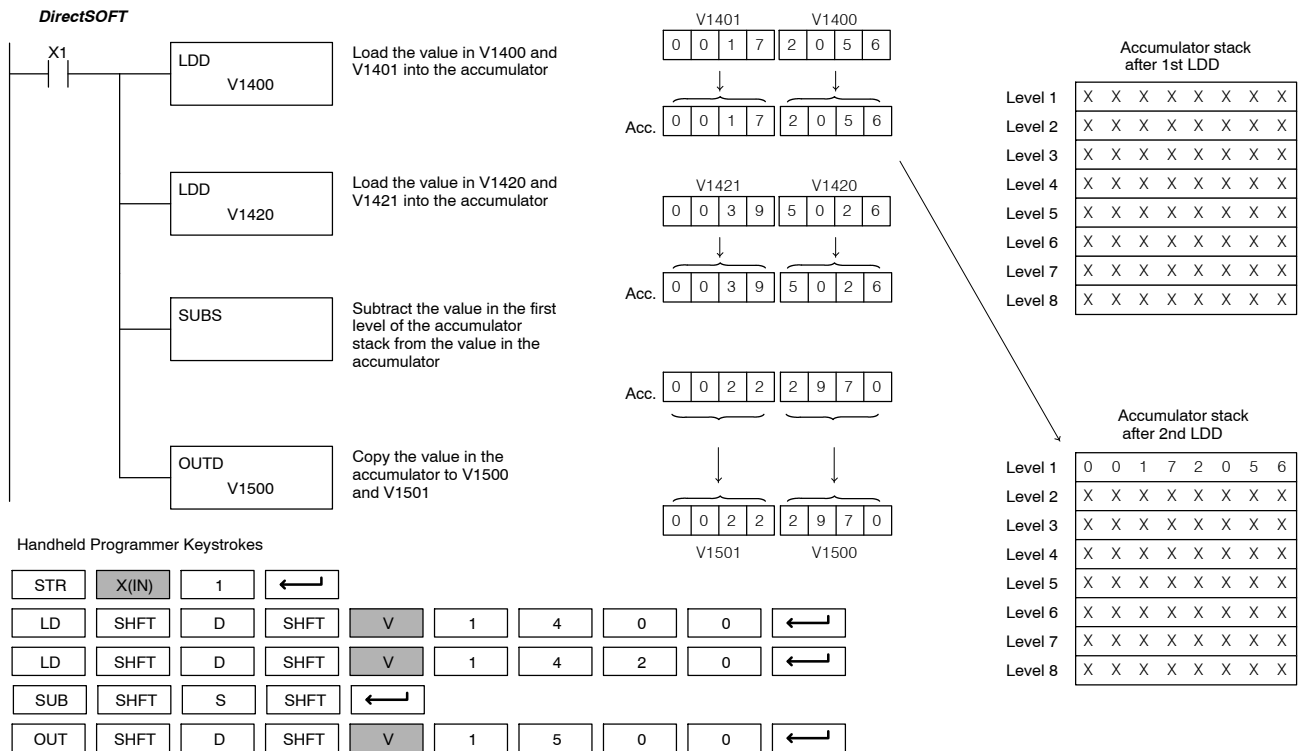 DirectSOFT
X1
LDD
V1400
Load the value in V1400 and
V1401 into the accumulator
LDD
V1420
Load the value in V1420 and
V1421 into the accumulator
SUBS
Subtract the value in the first
level of the accumulator
stack from the value in the
accumulator
OUTD
V1500
Copy the value in the
accumulator to V1500
and V1501
V1401 V1400
0 0 1 7 2 0 5 6
Acc. 0 0 1 7 2 0 5 6
V1421 V1420
0 0 3 9 5 0 2 6
Acc. 0 0 3 9 5 0 2 6
Acc. 0 0 2 2 2 9 7 0
0 0 2 2 2 9 7 0
V1501 V1500
Accumulator stack
after 1st LDD
Level 1 X X X X X X X X
Level 2 X X X X X X X X
Level 3 X X X X X X X X
Level 4 X X X X X X X X
Level 5 X X X X X X X X
Level 6 X X X X X X X X
Level 7 X X X X X X X X
Level 8 X X X X X X X X
Accumulator stack
after 2nd LDD
Level 1 0 0 1 7 2 0 5 6
Level 2 X X X X X X X X
Level 3 X X X X X X X X
Level 4 X X X X X X X X
Level 5 X X X X X X X X
Level 6 X X X X X X X X
Level 7 X X X X X X X X
Level 8 X X X X X X X X
Handheld Programmer Keystrokes
STR X(IN) 1
LD SHFT D SHFT V 1 4 0 0
LD SHFT D SHFT V 1 4 2 0
SUB SHFT S SHFT
OUT SHFT D SHFT V 1 5 0 0